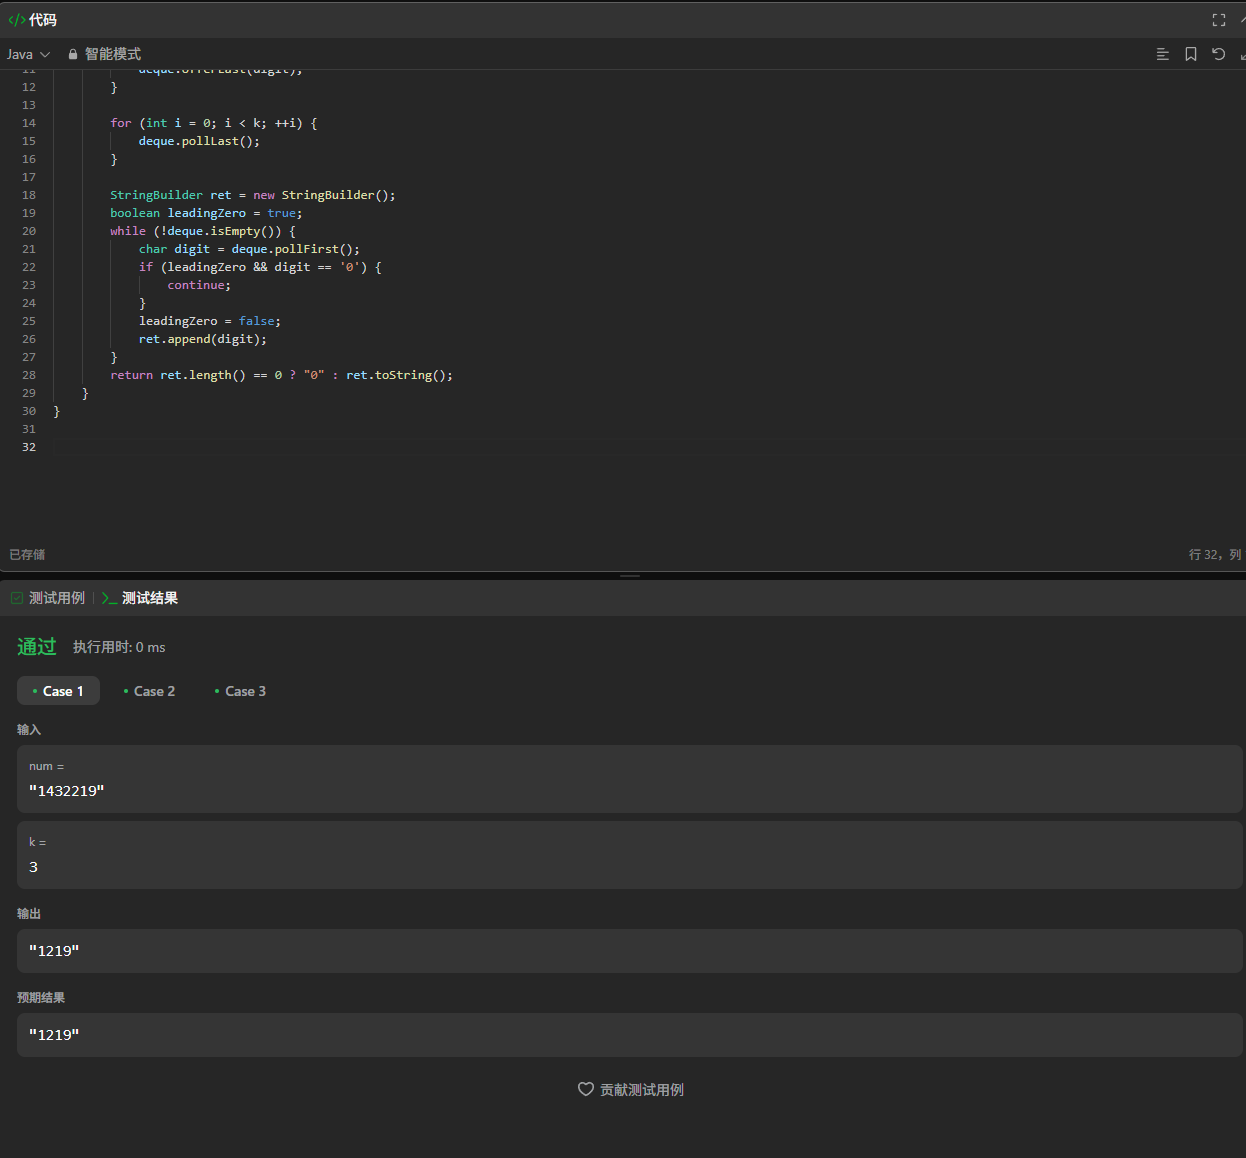 </> 代码
Java 智能模式
11 deque.offerLast(digit);
12 }
13
14 for (int i = 0; i < k; ++i) {
15 deque.pollLast();
16 }
17
18 StringBuilder ret = new StringBuilder();
19 boolean leadingZero = true;
20 while (!deque.isEmpty()) {
21 char digit = deque.pollFirst();
22 if (leadingZero && digit == '0') {
23 continue;
24 }
25 leadingZero = false;
26 ret.append(digit);
27 }
28 return ret.length() == 0 ? "0" : ret.toString();
29 }
30 }
31
32
已存储 行 32，列
测试用例 | >_ 测试结果
通过 执行用时: 0 ms
• Case 1 • Case 2 • Case 3
输入
num =
"1432219"
k =
3
输出
"1219"
预期结果
"1219"
贡献测试用例